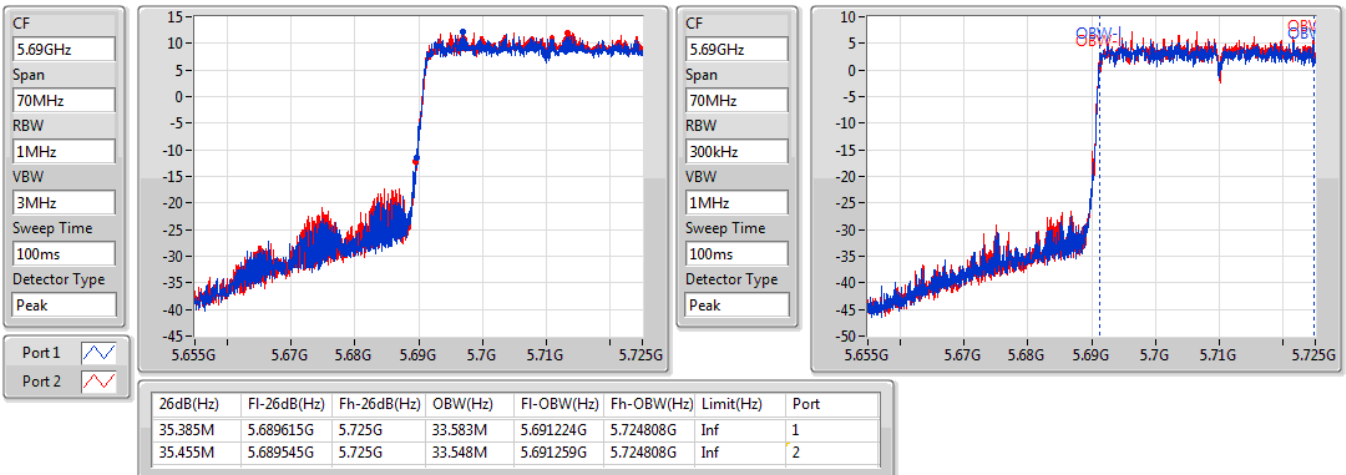 CF
5.69GHz
Span
70MHz
RBW
1MHz
VBW
3MHz
Sweep Time
100ms
Detector Type
Peak
Port 1
Port 2
15
10
5
0
-5
-10
-15
-20
-25
-30
-35
-40
-45
5.655G 5.67G 5.68G 5.69G 5.7G 5.71G 5.725G
CF
5.69GHz
Span
70MHz
RBW
300kHz
VBW
1MHz
Sweep Time
100ms
Detector Type
Peak
10
5
0
-5
-10
-15
-20
-25
-30
-35
-40
-45
-50
OBW-
OBW-
OBW
OBW
5.655G 5.67G 5.68G 5.69G 5.7G 5.71G 5.725G
26dB(Hz) Fl-26dB(Hz) Fh-26dB(Hz) OBW(Hz) Fl-OBW(Hz) Fh-OBW(Hz) Limit(Hz) Port
35.385M 5.689615G 5.725G 33.583M 5.691224G 5.724808G Inf 1
35.455M 5.689545G 5.725G 33.548M 5.691259G 5.724808G Inf 2